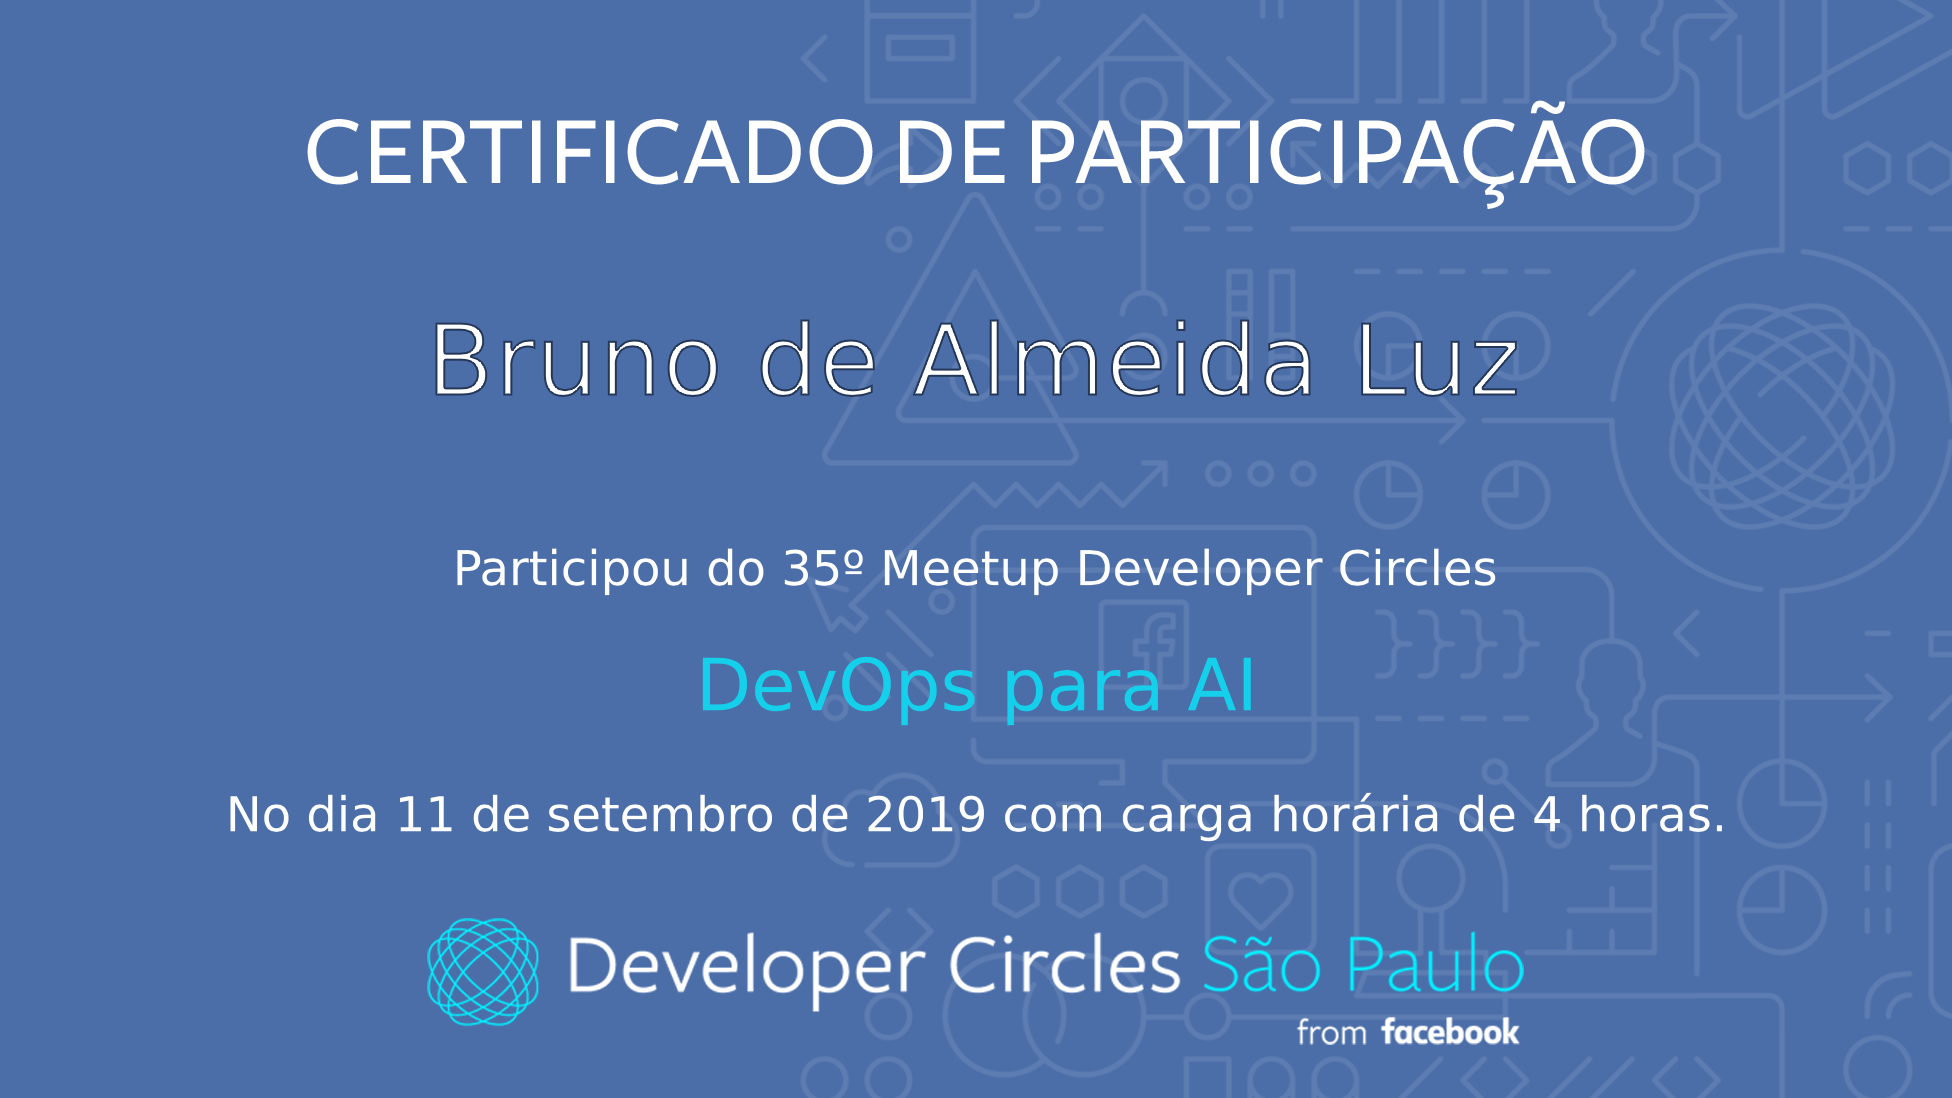 CERTIFICADO DE PARTICIPAÇÃO
Bruno de Almeida Luz
Participou do 35º Meetup Developer Circles
DevOps para AI
No dia 11 de setembro de 2019 com carga horária de 4 horas.
Developer Circles São Paulo
from facebook